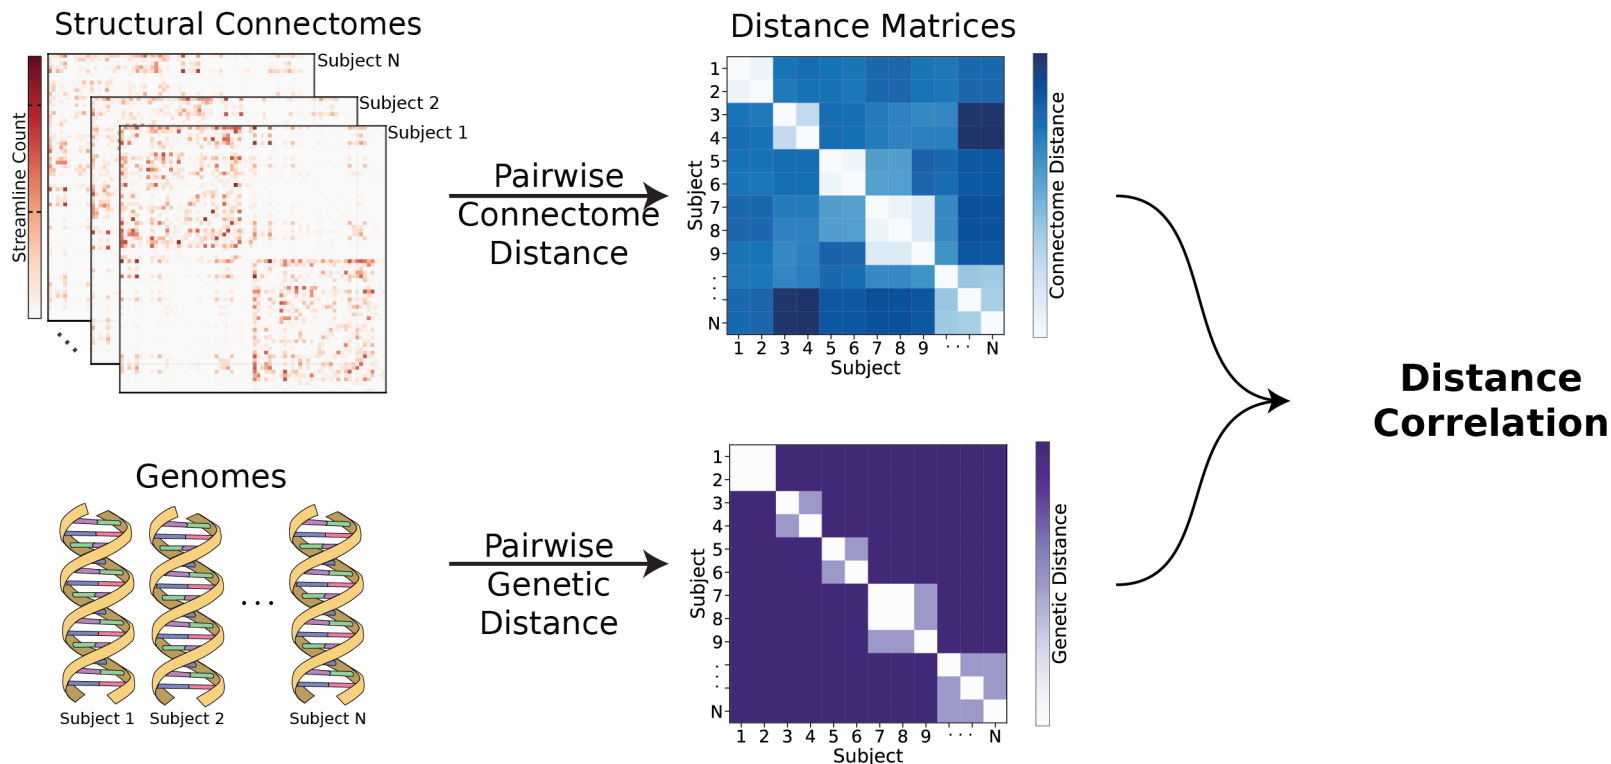 Structural Connectomes
Subject N
Subject 2
Subject 1
Streamline Count
Pairwise
Connectome
Distance
Distance Matrices
1
2
3
4
5
6
7
8
9
.
.
.
N
Subject
1 2 3 4 5 6 7 8 9 . . . N
Subject
Connectome Distance
Genomes
Subject 1
Subject 2
. . .
Subject N
Pairwise
Genetic
Distance
1
2
3
4
5
6
7
8
9
.
.
.
N
Subject
1 2 3 4 5 6 7 8 9 . . . N
Subject
Genetic Distance
Distance
Correlation